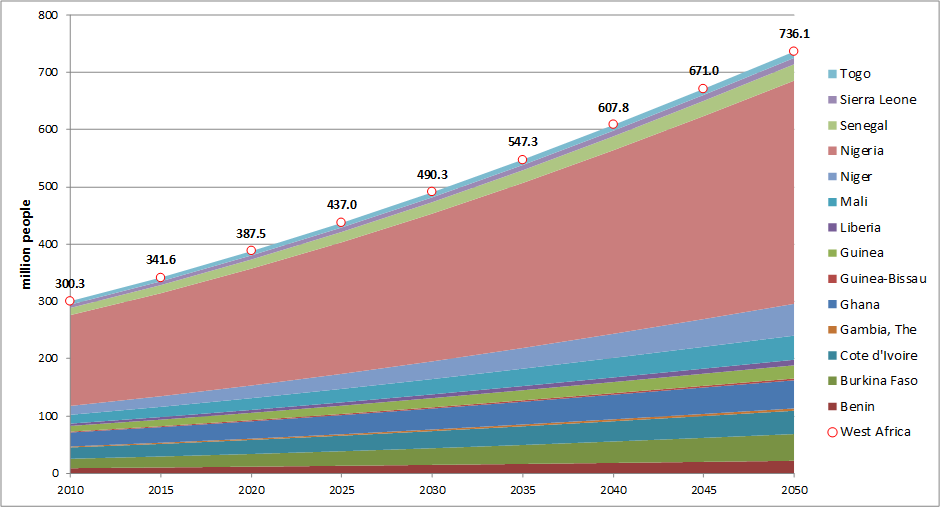 800
700
600
500
400
300
200
100
0
million people
300.3
341.6
387.5
437.0
490.3
547.3
607.8
671.0
736.1
2010
2015
2020
2025
2030
2035
2040
2045
2050
Togo
Sierra Leone
Senegal
Nigeria
Niger
Mali
Liberia
Guinea
Guinea-Bissau
Ghana
Gambia, The
Cote d'Ivoire
Burkina Faso
Benin
West Africa